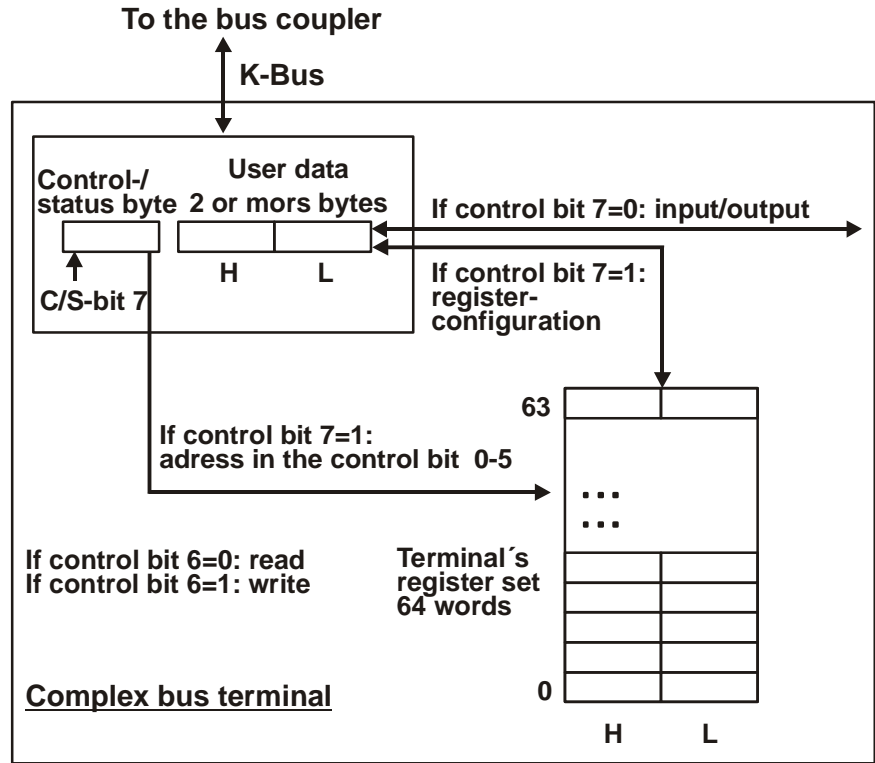 To the bus coupler
K-Bus
User data
Control-/
status byte
2 or mors bytes
H
L
C/S-bit 7
If control bit 7=0: input/output
If control bit 7=1:
register-
configuration
63
If control bit 7=1:
adress in the control bit 0-5
...
...
If control bit 6=0: read
If control bit 6=1: write
Terminal´s
register set
64 words
0
Complex bus terminal
H
L